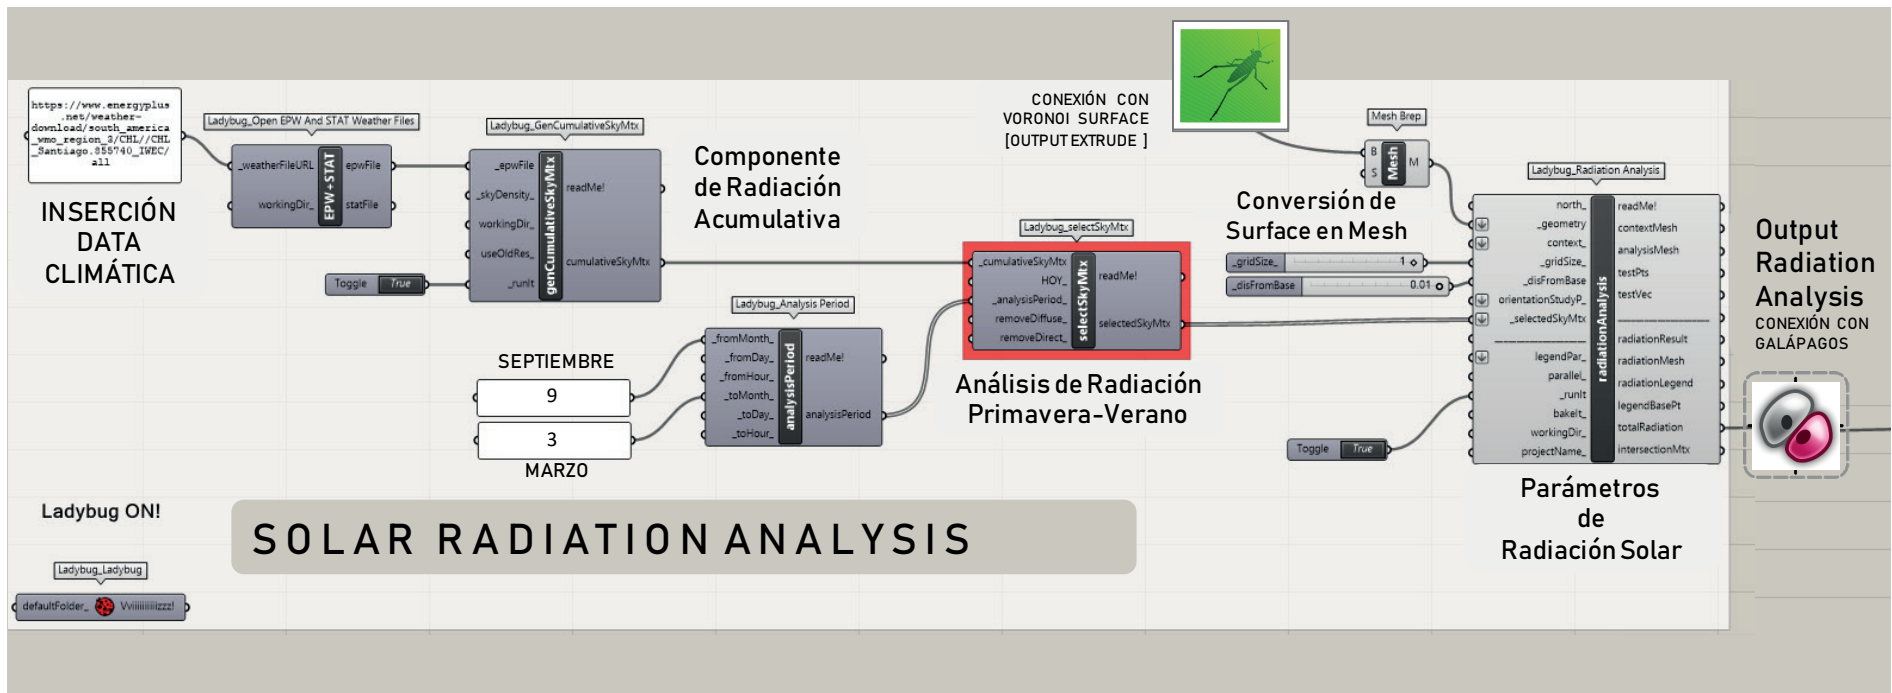 https://www.energyplus
.net/weather-
download/south_america
_wmo_region_3/CHL//CHL
_Santiago.855740_IWEC/
all
INSERCIÓN
DATA
CLIMÁTICA
Ladybug_Open EPW And STAT Weather Files
_weatherFileURL
workingDir_
EPW+STAT
epwFile
statFile
Ladybug_GenCumulativeSkyMtx
_epwFile
_skyDensity_
workingDir_
useOldRes_
_runIt
genCumulativeSkyMtx
readMe!
cumulativeSkyMtx
Toggle True
Componente
de Radiación
Acumulativa
Ladybug_Analysis Period
_fromMonth_
_fromDay_
_fromHour_
_toMonth_
_toDay_
_toHour_
analysisPeriod
readMe!
analysisPeriod
SEPTIEMBRE
9
3
MARZO
Ladybug_selectSkyMtx
_cumulativeSkyMtx
HOY_
_analysisPeriod_
removeDiffuse_
removeDirect_
selectSkyMtx
readMe!
selectedSkyMtx
Análisis de Radiación
Primavera-Verano
CONEXIÓN CON
VORONOI SURFACE
[OUTPUT EXTRUDE ]
Mesh Brep
B
S
Mesh
M
Conversión de
Surface en Mesh
_gridSize_ 1
_disFromBase 0.01
Toggle True
Ladybug_Radiation Analysis
north_
_geometry
context_
_gridSize_
_disFromBase
orientationStudyP_
_selectedSkyMtx
legendPar_
parallel_
_runIt
bakeIt_
workingDir_
projectName_
radiationAnalysis
readMe!
contextMesh
analysisMesh
testPts
testVec
radiationResult
radiationMesh
radiationLegend
legendBasePt
totalRadiation
intersectionMtx
Parámetros
de
Radiación Solar
Output
Radiation
Analysis
CONEXIÓN CON
GALÁPAGOS
Ladybug ON!
SOLAR RADIATION ANALYSIS
Ladybug_Ladybug
defaultFolder_